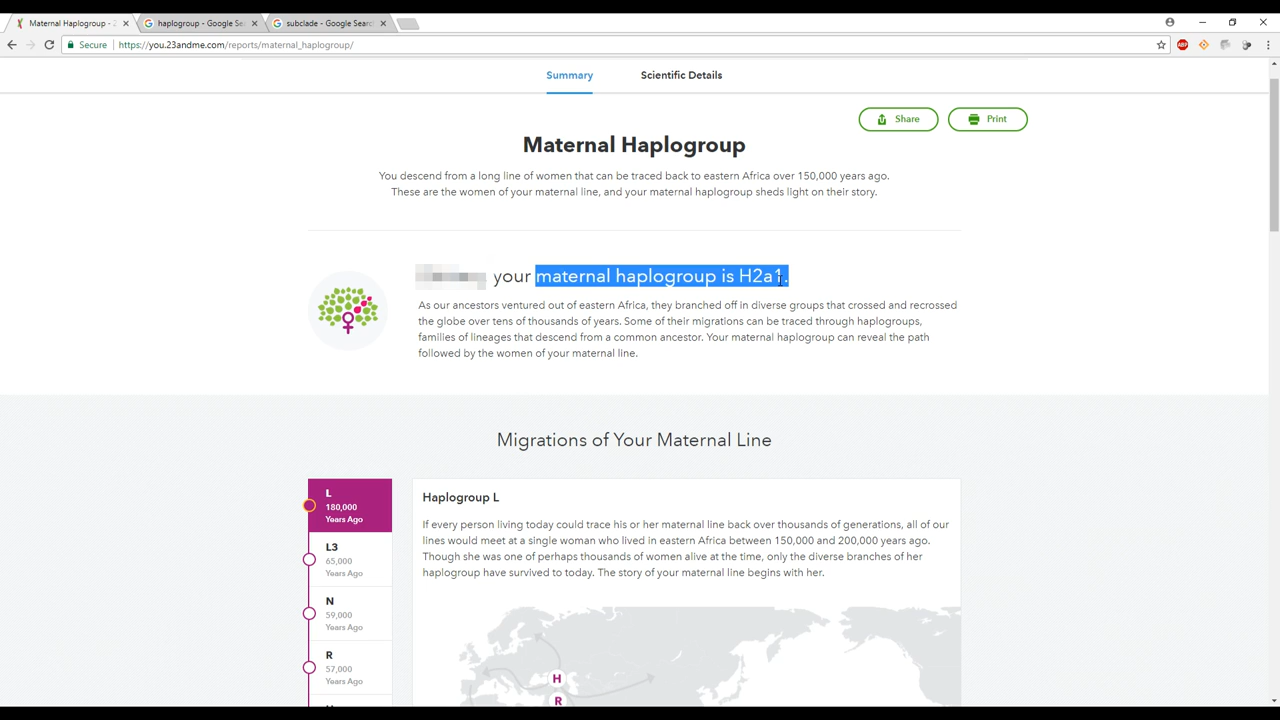 Maternal Haplogroup - 2
haplogroup - Google Sea
subclade - Google Search
Secure https://you.23andme.com/reports/maternal_haplogroup/
ABP
Summary Scientific Details
Share Print
Maternal Haplogroup
You descend from a long line of women that can be traced back to eastern Africa over 150,000 years ago.
These are the women of your maternal line, and your maternal haplogroup sheds light on their story.
your maternal haplogroup is H2a1.
As our ancestors ventured out of eastern Africa, they branched off in diverse groups that crossed and recrossed
the globe over tens of thousands of years. Some of their migrations can be traced through haplogroups,
families of lineages that descend from a common ancestor. Your maternal haplogroup can reveal the path
followed by the women of your maternal line.
Migrations of Your Maternal Line
L
180,000
Years Ago
L3
65,000
Years Ago
N
59,000
Years Ago
R
57,000
Years Ago
Haplogroup L
If every person living today could trace his or her maternal line back over thousands of generations, all of our
lines would meet at a single woman who lived in eastern Africa between 150,000 and 200,000 years ago.
Though she was one of perhaps thousands of women alive at the time, only the diverse branches of her
haplogroup have survived to today. The story of your maternal line begins with her.
H
R